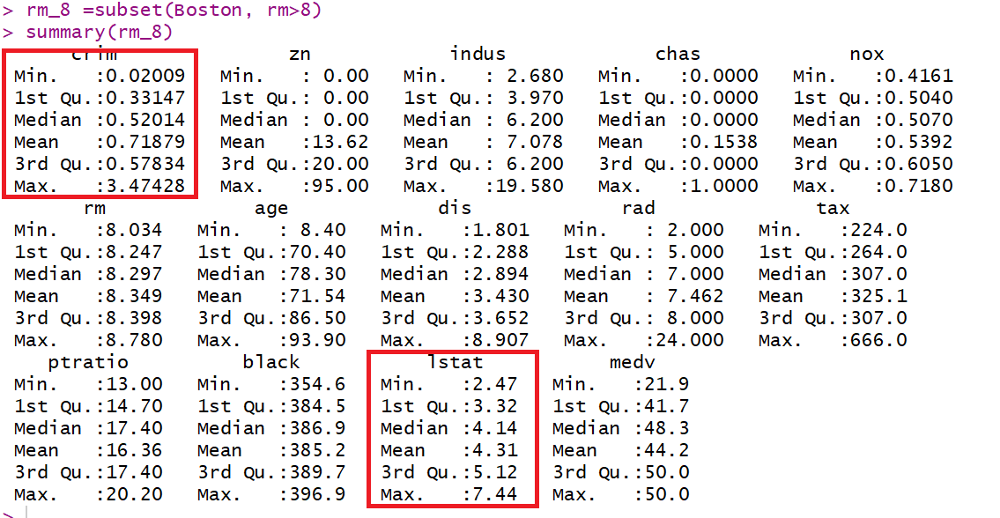 > rm_8 =subset(Boston, rm>8)
> summary(rm_8)
crim zn indus chas nox
Min. :0.02009 Min. : 0.00 Min. : 2.680 Min. :0.0000 Min. :0.4161
1st Qu.:0.33147 1st Qu.: 0.00 1st Qu.: 3.970 1st Qu.:0.0000 1st Qu.:0.5040
Median :0.52014 Median : 0.00 Median : 6.200 Median :0.0000 Median :0.5070
Mean :0.71879 Mean :13.62 Mean : 7.078 Mean :0.1538 Mean :0.5392
3rd Qu.:0.57834 3rd Qu.:20.00 3rd Qu.: 6.200 3rd Qu.:0.0000 3rd Qu.:0.6050
Max. :3.47428 Max. :95.00 Max. :19.580 Max. :1.0000 Max. :0.7180
rm age dis rad tax
Min. :8.034 Min. : 8.40 Min. :1.801 Min. : 2.000 Min. :224.0
1st Qu.:8.247 1st Qu.:70.40 1st Qu.:2.288 1st Qu.: 5.000 1st Qu.:264.0
Median :8.297 Median :78.30 Median :2.894 Median : 7.000 Median :307.0
Mean :8.349 Mean :71.54 Mean :3.430 Mean : 7.462 Mean :325.1
3rd Qu.:8.398 3rd Qu.:86.50 3rd Qu.:3.652 3rd Qu.: 8.000 3rd Qu.:307.0
Max. :8.780 Max. :93.90 Max. :8.907 Max. :24.000 Max. :666.0
ptratio black lstat medv
Min. :13.00 Min. :354.6 Min. :2.47 Min. :21.9
1st Qu.:14.70 1st Qu.:384.5 1st Qu.:3.32 1st Qu.:41.7
Median :17.40 Median :386.9 Median :4.14 Median :48.3
Mean :16.36 Mean :385.2 Mean :4.31 Mean :44.2
3rd Qu.:17.40 3rd Qu.:389.7 3rd Qu.:5.12 3rd Qu.:50.0
Max. :20.20 Max. :396.9 Max. :7.44 Max. :50.0
>